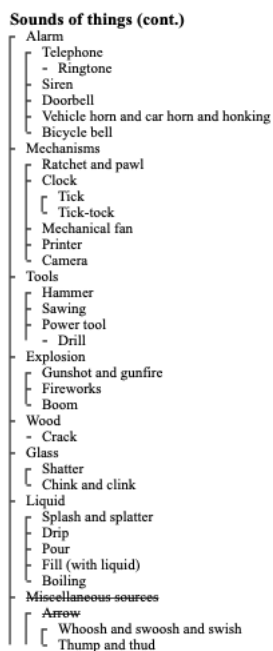 Sounds of things (cont.)
Alarm
Telephone
- Ringtone
Siren
Doorbell
Vehicle horn and car horn and honking
Bicycle bell
Mechanisms
Ratchet and pawl
Clock
Tick
Tick-tock
Mechanical fan
Printer
Camera
Tools
Hammer
Sawing
Power tool
- Drill
Explosion
Gunshot and gunfire
Fireworks
Boom
Wood
- Crack
Glass
Shatter
Chink and clink
Liquid
Splash and splatter
Drip
Pour
Fill (with liquid)
Boiling
Miscellaneous sources
Arrow
Whoosh and swoosh and swish
Thump and thud